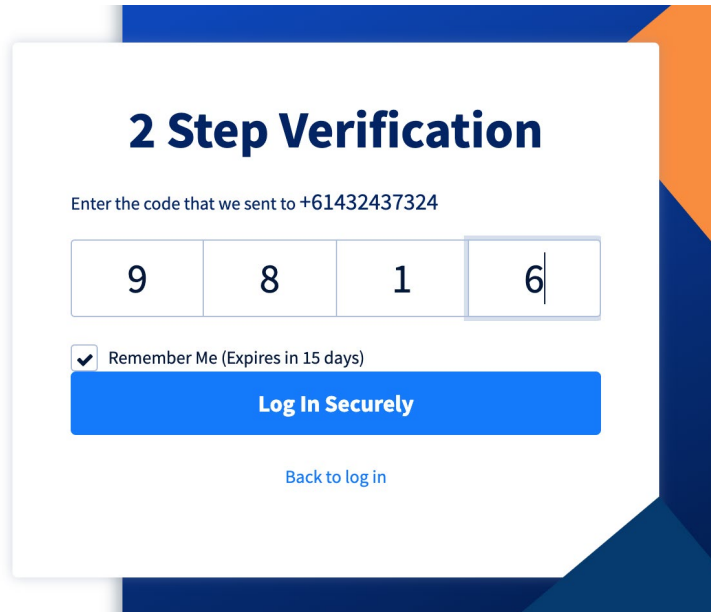 2 Step Verification
Enter the code that we sent to +61432437324
9 8 1 6
Remember Me (Expires in 15 days)
Log In Securely
Back to log in